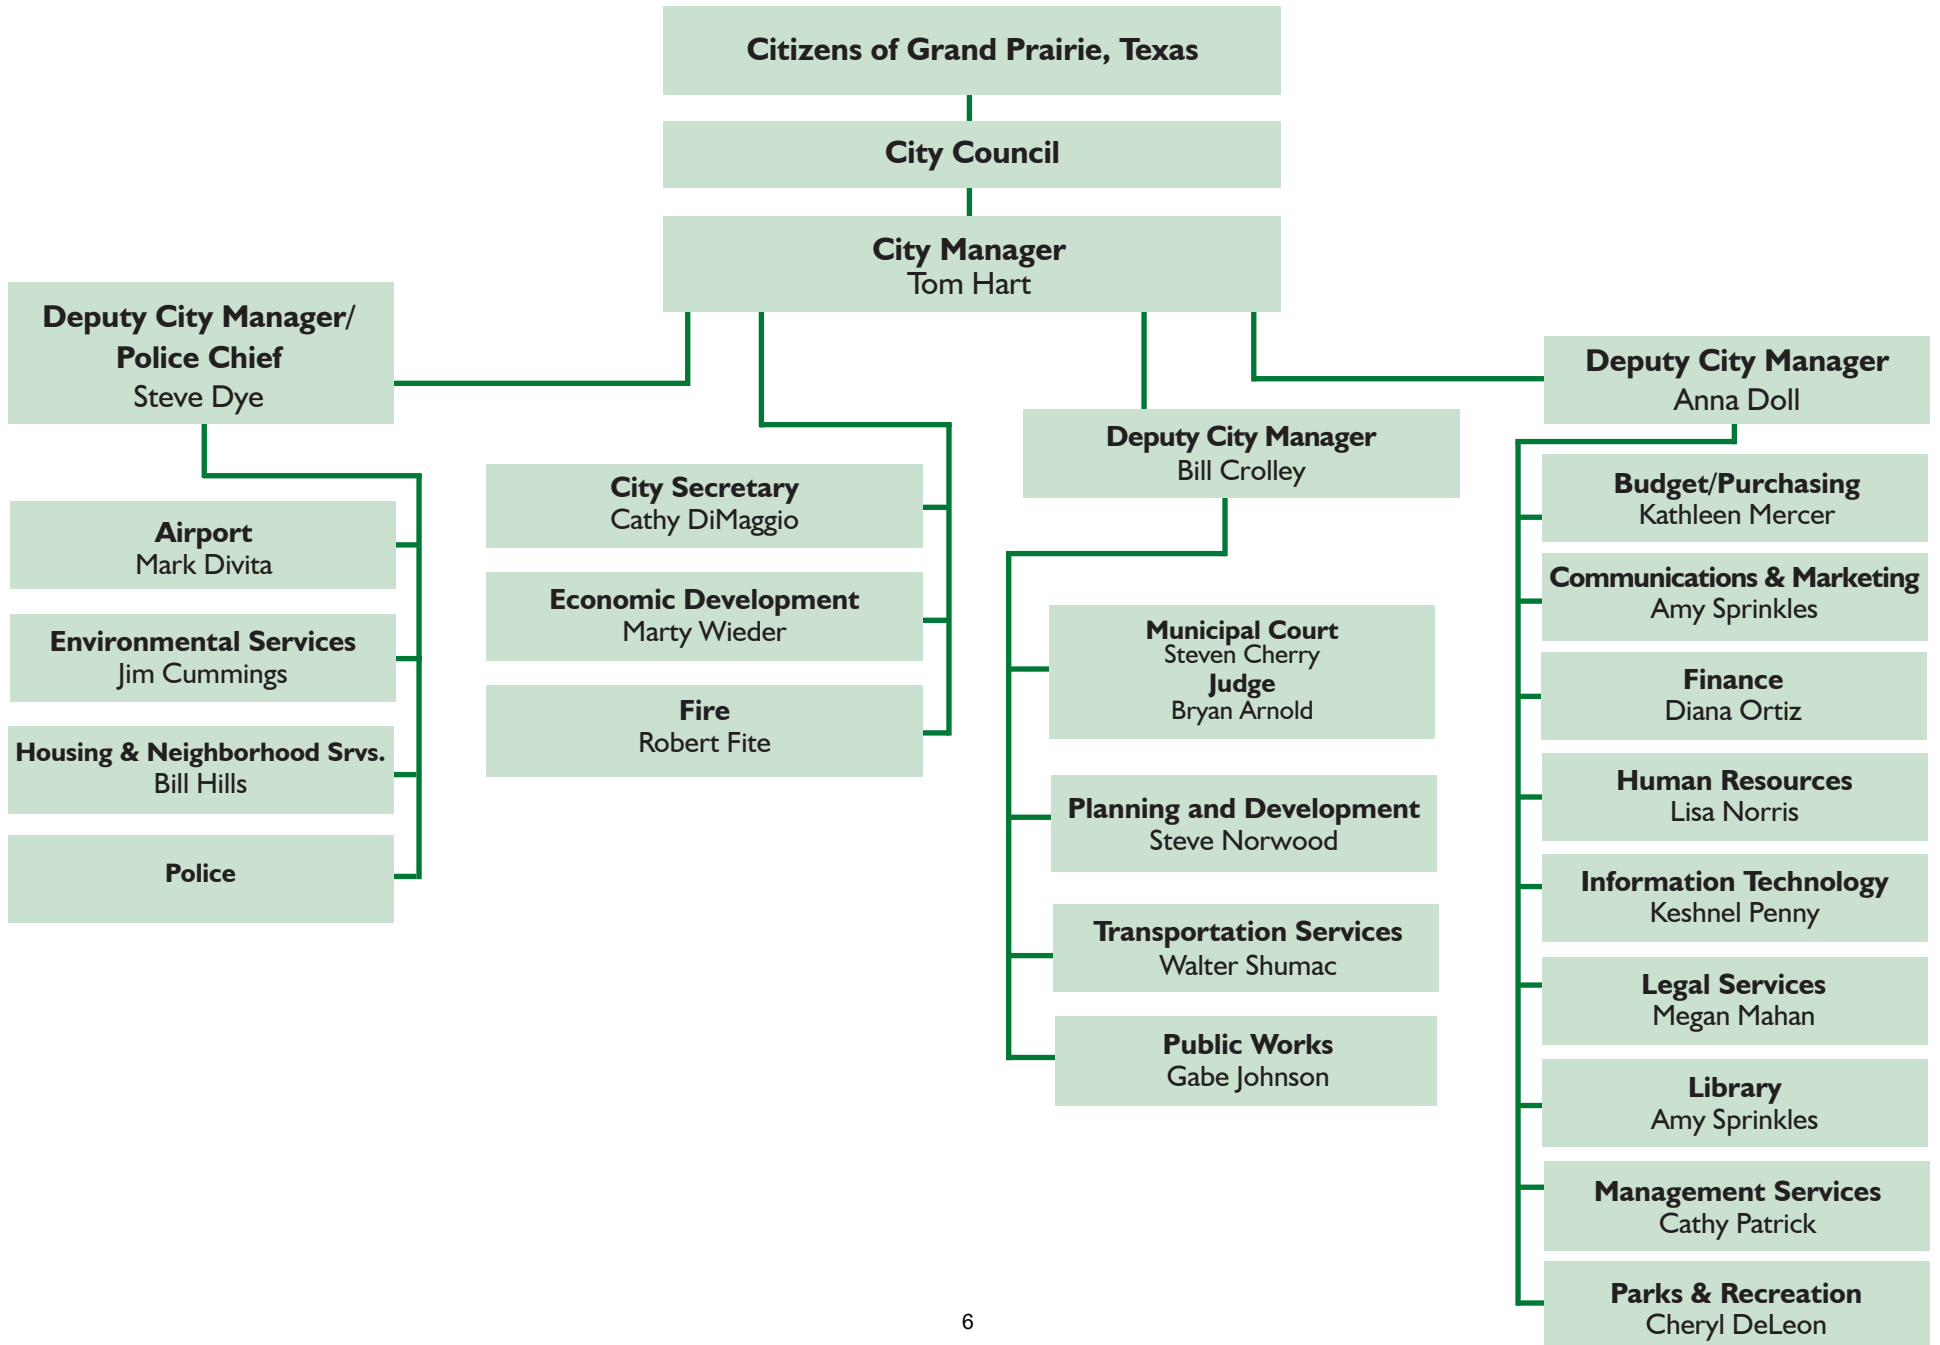 Citizens of Grand Prairie, Texas
City Council
City Manager
Tom Hart
Deputy City Manager/
Police Chief
Steve Dye
Airport
Mark Divita
Environmental Services
Jim Cummings
Housing & Neighborhood Srvs.
Bill Hills
Police
City Secretary
Cathy DiMaggio
Economic Development
Marty Wieder
Fire
Robert Fite
Deputy City Manager
Bill Crolley
Municipal Court
Steven Cherry
Judge
Bryan Arnold
Planning and Development
Steve Norwood
Transportation Services
Walter Shumac
Public Works
Gabe Johnson
Deputy City Manager
Anna Doll
Budget/Purchasing
Kathleen Mercer
Communications & Marketing
Amy Sprinkles
Finance
Diana Ortiz
Human Resources
Lisa Norris
Information Technology
Keshnel Penny
Legal Services
Megan Mahan
Library
Amy Sprinkles
Management Services
Cathy Patrick
Parks & Recreation
Cheryl DeLeon
6